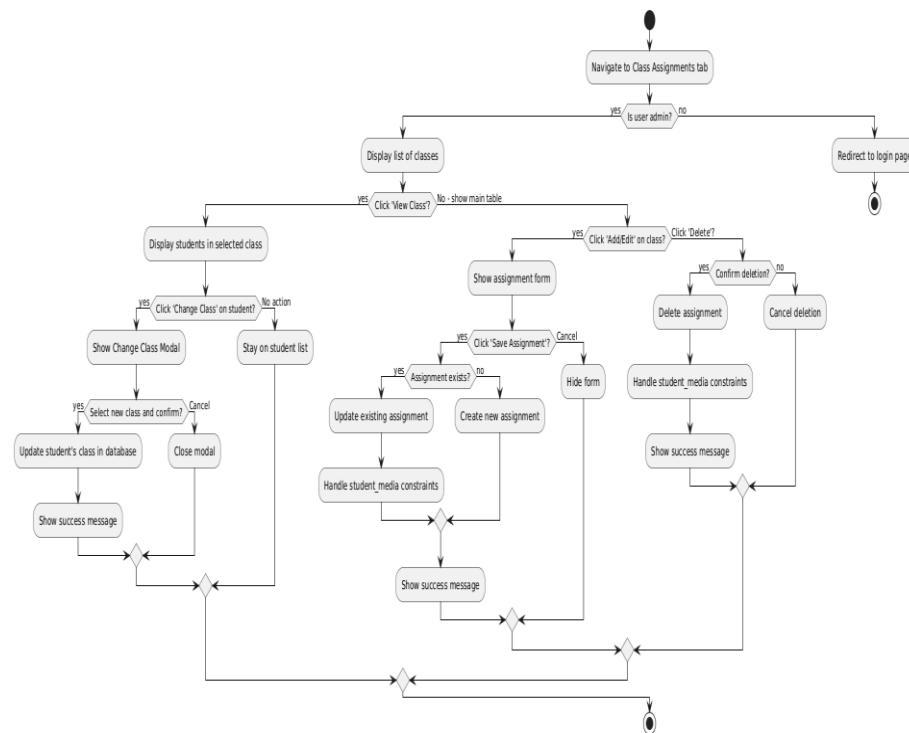 Navigate to Class Assignments tab
yes
Is user admin?
no
Display list of classes
Redirect to login page
yes
Click 'View Class'?
No - show main table
Display students in selected class
yes
Click 'Add/Edit' on class?
Click 'Delete'?
Show assignment form
yes
Confirm deletion?
no
yes
Click 'Change Class' on student?
No action
Delete assignment
Cancel deletion
Show Change Class Modal
Stay on student list
yes
Click 'Save Assignment'?
Cancel
yes
Assignment exists?
no
Hide form
Handle student_media constraints
yes
Select new class and confirm?
Cancel
Update existing assignment
Create new assignment
Update student's class in database
Close modal
Show success message
Handle student_media constraints
Show success message
Show success message